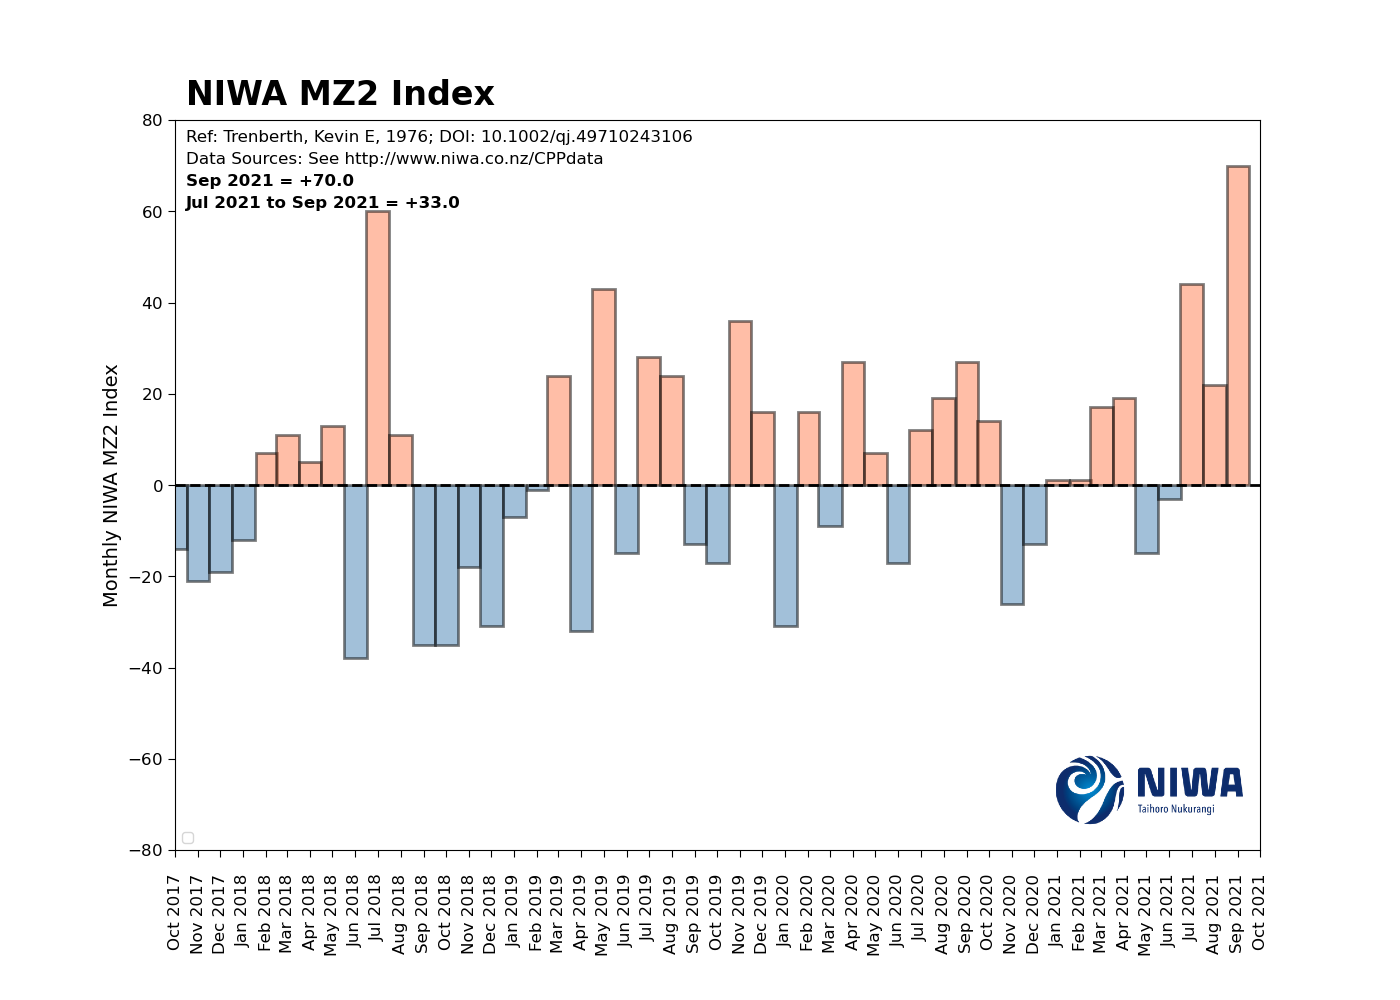 NIWA MZ2 Index
Ref: Trenberth, Kevin E, 1976; DOI: 10.1002/qj.49710243106
Data Sources: See http://www.niwa.co.nz/CPPdata
Sep 2021 = +70.0
Jul 2021 to Sep 2021 = +33.0
Monthly NIWA MZ2 Index
80
60
40
20
0
−20
−40
−60
−80
NIWA
Taihoro Nukurangi
Oct 2017
Nov 2017
Dec 2017
Jan 2018
Feb 2018
Mar 2018
Apr 2018
May 2018
Jun 2018
Jul 2018
Aug 2018
Sep 2018
Oct 2018
Nov 2018
Dec 2018
Jan 2019
Feb 2019
Mar 2019
Apr 2019
May 2019
Jun 2019
Jul 2019
Aug 2019
Sep 2019
Oct 2019
Nov 2019
Dec 2019
Jan 2020
Feb 2020
Mar 2020
Apr 2020
May 2020
Jun 2020
Jul 2020
Aug 2020
Sep 2020
Oct 2020
Nov 2020
Dec 2020
Jan 2021
Feb 2021
Mar 2021
Apr 2021
May 2021
Jun 2021
Jul 2021
Aug 2021
Sep 2021
Oct 2021